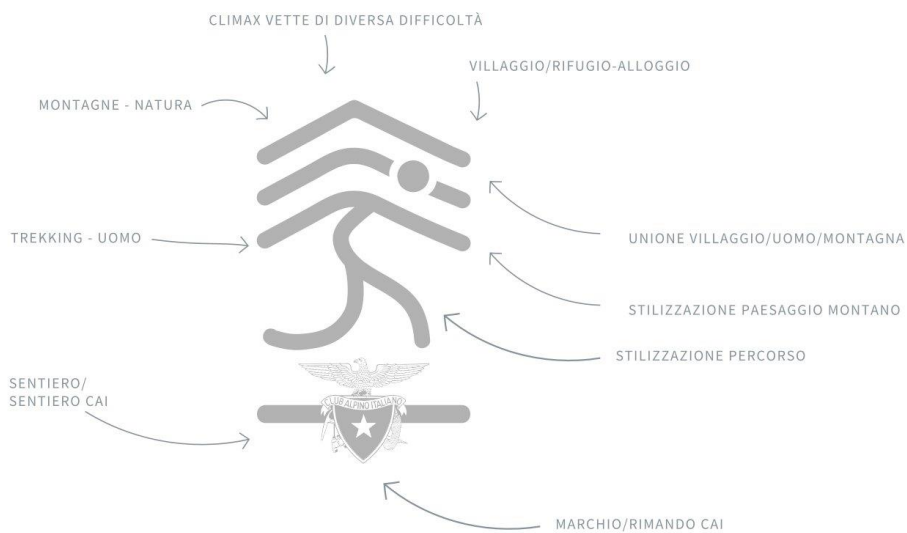 CLIMAX VETTE DI DIVERSA DIFFICOLTÀ
VILLAGGIO/RIFUGIO-ALLOGGIO
MONTAGNE - NATURA
TREKKING - UOMO
UNIONE VILLAGGIO/UOMO/MONTAGNA
STILIZZAZIONE PAESAGGIO MONTANO
STILIZZAZIONE PERCORSO
SENTIERO/
SENTIERO CAI
CLUB ALPINO ITALIANO
MARCHIO/RIMANDO CAI